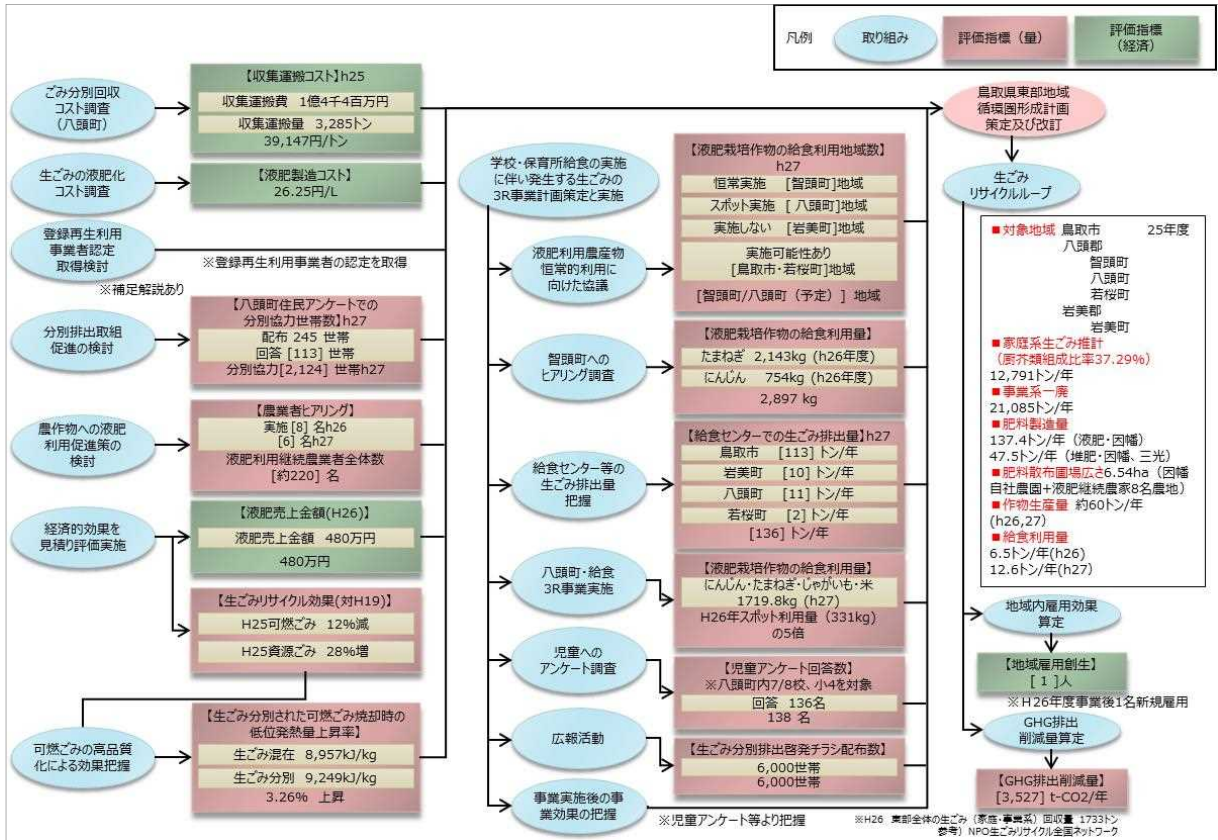 凡例
取り組み
評価指標（量）
評価指標
（経済）
ごみ分別回収
コスト調査
（八頭町）
【収集運搬コスト】h25
収集運搬費 1億4千4百万円
収集運搬量 3,285トン
39,147円/トン
生ごみの液肥化
コスト調査
【液肥製造コスト】
26.25円/L
登録再生利用
事業者認定
取得検討
※登録再生利用事業者の認定を取得
※補足解説あり
分別排出取組
促進の検討
【八頭町住民アンケートでの
分別協力世帯数】h27
配布 245 世帯
回答 [113] 世帯
分別協力[2,124] 世帯h27
農作物への液肥
利用促進策の
検討
【農業者ヒアリング】
実施 [8] 名h26
[6] 名h27
液肥利用継続農業者全体数
[約220] 名
経済的効果を
見積り評価実施
【液肥売上金額(H26)】
液肥売上金額 480万円
480万円
【生ごみリサイクル効果(対H19)】
H25可燃ごみ 12%減
H25資源ごみ 28%増
可燃ごみの高品質
化による効果把握
【生ごみ分別された可燃ごみ焼却時の
低位発熱量上昇率】
生ごみ混在 8,957kJ/kg
生ごみ分別 9,249kJ/kg
3.26% 上昇
学校・保育所給食の実施
に伴い発生する生ごみの
3R事業計画策定と実施
【液肥栽培作物の給食利用地域数】
h27
恒常実施 [智頭町]地域
スポット実施 [ 八頭町]地域
実施しない [岩美町]地域
実施可能性あり
[鳥取市・若桜町]地域
[智頭町/八頭町（予定）] 地域
液肥利用農産物
恒常的利用に
向けた協議
智頭町への
ヒアリング調査
【液肥栽培作物の給食利用量】
たまねぎ 2,143kg (h26年度)
にんじん 754kg (h26年度)
2,897 kg
給食センター等の
生ごみ排出量
把握
【給食センターでの生ごみ排出量】h27
鳥取市 [113] トン/年
岩美町 [10] トン/年
八頭町 [11] トン/年
若桜町 [2] トン/年
[136] トン/年
八頭町・給食
3R事業実施
【液肥栽培作物の給食利用量】
にんじん・たまねぎ・じゃがいも・米
1719.8kg (h27)
H26年スポット利用量（331kg）
の5倍
児童への
アンケート調査
【児童アンケート回答数】
※八頭町内7/8校、小4を対象
回答 136名
138 名
広報活動
【生ごみ分別排出啓発チラシ配布数】
6,000世帯
6,000世帯
事業実施後の事
業効果の把握
※児童アンケート等より把握
鳥取県東部地域
循環圏形成計画
策定及び改訂
生ごみ
リサイクルループ
■対象地域 鳥取市 25年度
八頭郡
智頭町
八頭町
若桜町
岩美郡
岩美町
■家庭系生ごみ推計
（厨芥類組成比率37.29%）
12,791トン/年
■事業系一廃
21,085トン/年
■肥料製造量
137.4トン/年（液肥・因幡）
47.5トン/年（堆肥・因幡、三光）
■肥料散布圃場広さ6.54ha（因幡
自社農園+液肥継続農家8名農地）
■作物生産量 約60トン/年
(h26,27)
■給食利用量
6.5トン/年(h26)
12.6トン/年(h27)
地域内雇用効果
算定
【地域雇用創生】
[ 1 ]人
※H26年度事業後1名新規雇用
GHG排出
削減量算定
【GHG排出削減量】
[3,527] t-CO2/年
※H26 東部全体の生ごみ（家庭・事業系）回収量 1733トン
参考）NPO生ごみリサイクル全国ネットワーク